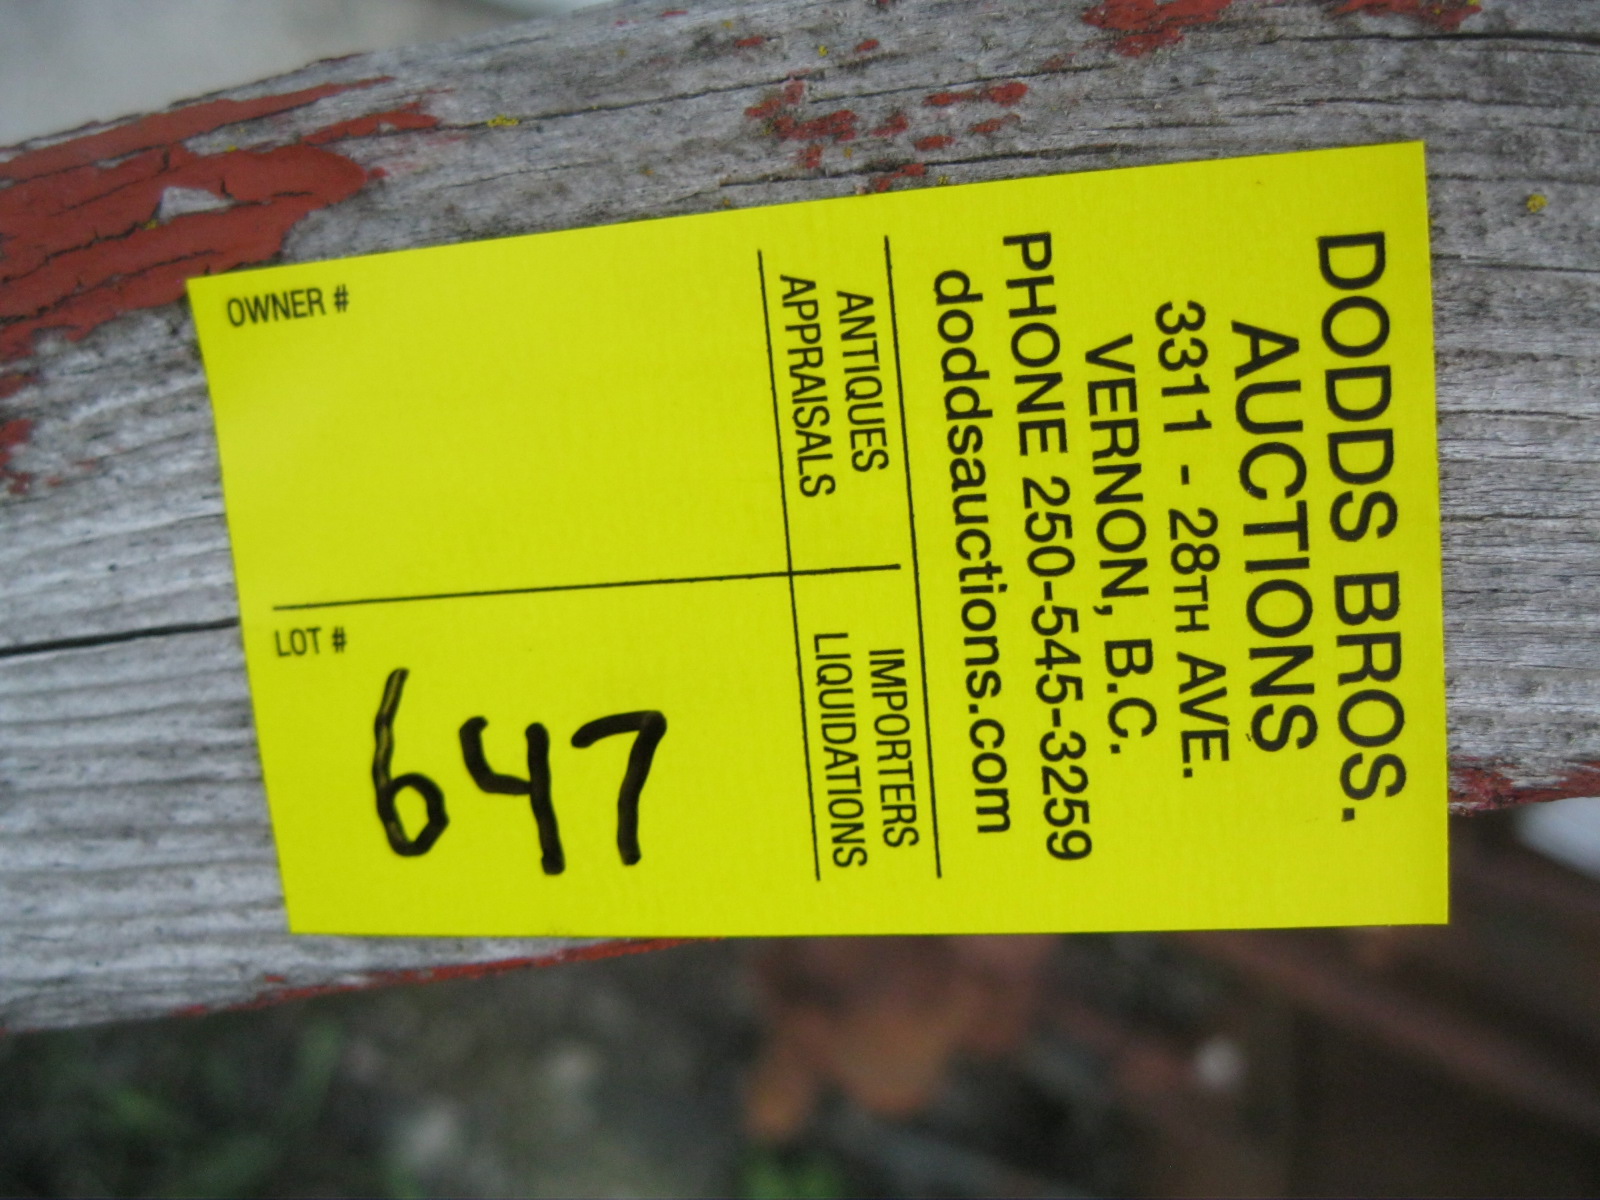 DODDS BROS.
AUCTIONS
3311 - 28TH AVE.
VERNON, B.C.
PHONE 250-545-3259
doddsauctions.com
ANTIQUES
APPRAISALS
IMPORTERS
LIQUIDATIONS
OWNER #
LOT #
647